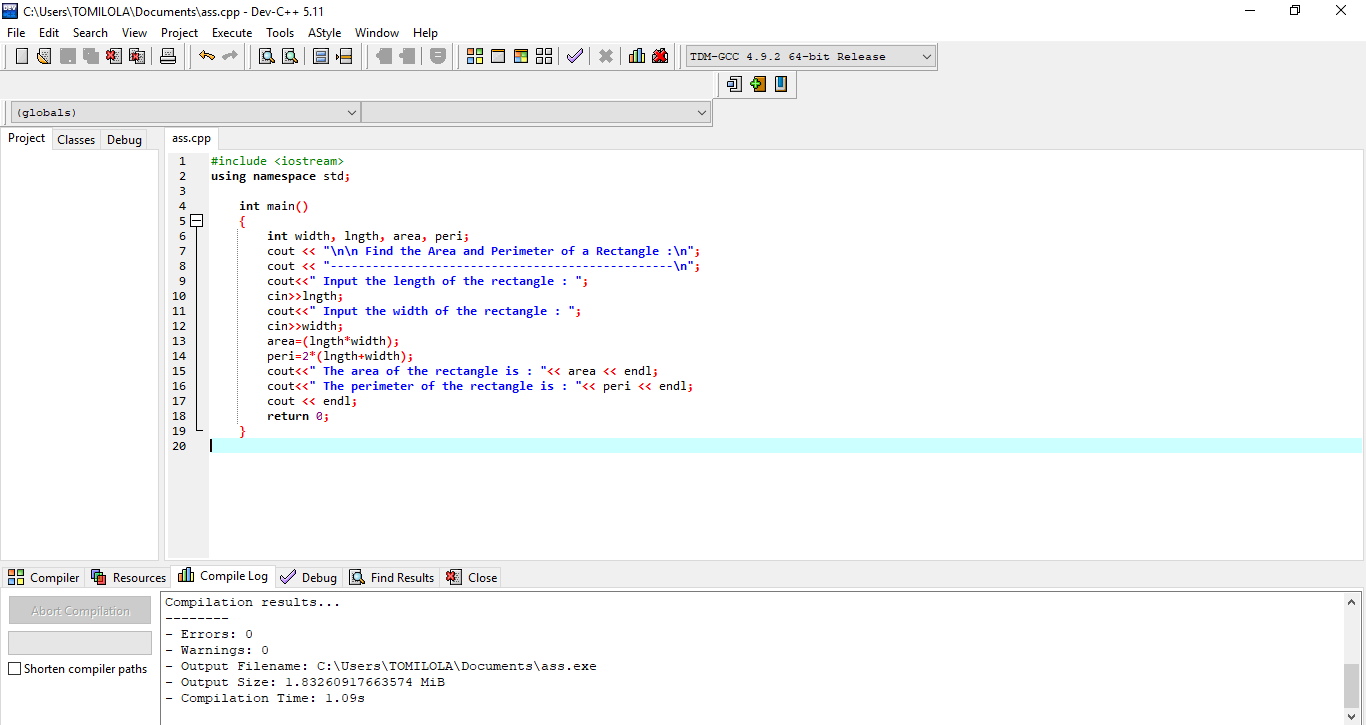 C:\Users\TOMILOLA\Documents\ass.cpp - Dev-C++ 5.11
File Edit Search View Project Execute Tools AStyle Window Help
TDM-GCC 4.9.2 64-bit Release
(globals)
Project Classes Debug ass.cpp
1 #include <iostream>
2 using namespace std;
3
4 int main()
5 {
6 int width, lngth, area, peri;
7 cout << "\n\n Find the Area and Perimeter of a Rectangle :\n";
8 cout << "-------------------------------------------------\n";
9 cout<<" Input the length of the rectangle : ";
10 cin>>lngth;
11 cout<<" Input the width of the rectangle : ";
12 cin>>width;
13 area=(lngth*width);
14 peri=2*(lngth+width);
15 cout<<" The area of the rectangle is : "<< area << endl;
16 cout<<" The perimeter of the rectangle is : "<< peri << endl;
17 cout << endl;
18 return 0;
19 }
20
Compiler Resources Compile Log Debug Find Results Close
Abort Compilation
Shorten compiler paths
Compilation results...
--------
- Errors: 0
- Warnings: 0
- Output Filename: C:\Users\TOMILOLA\Documents\ass.exe
- Output Size: 1.83260917663574 MiB
- Compilation Time: 1.09s